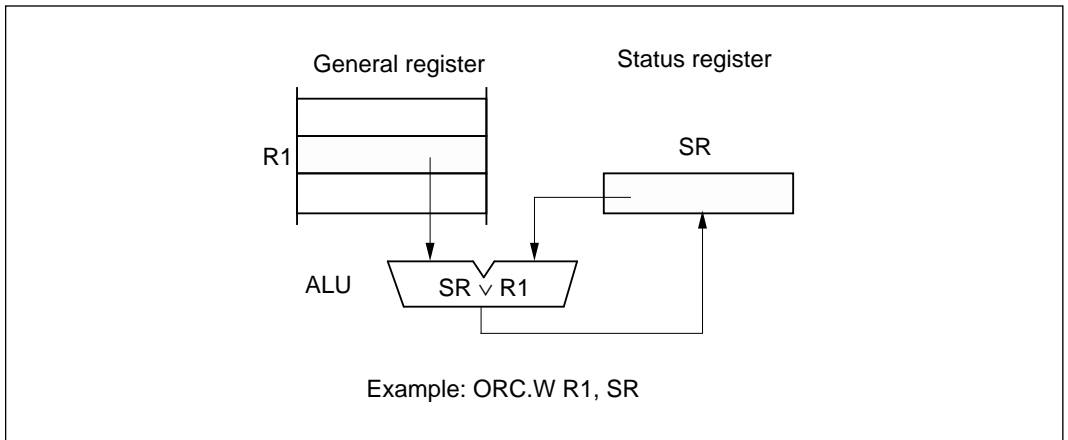 General register
Status register
R1
SR
ALU
SR ∨ R1
Example: ORC.W R1, SR